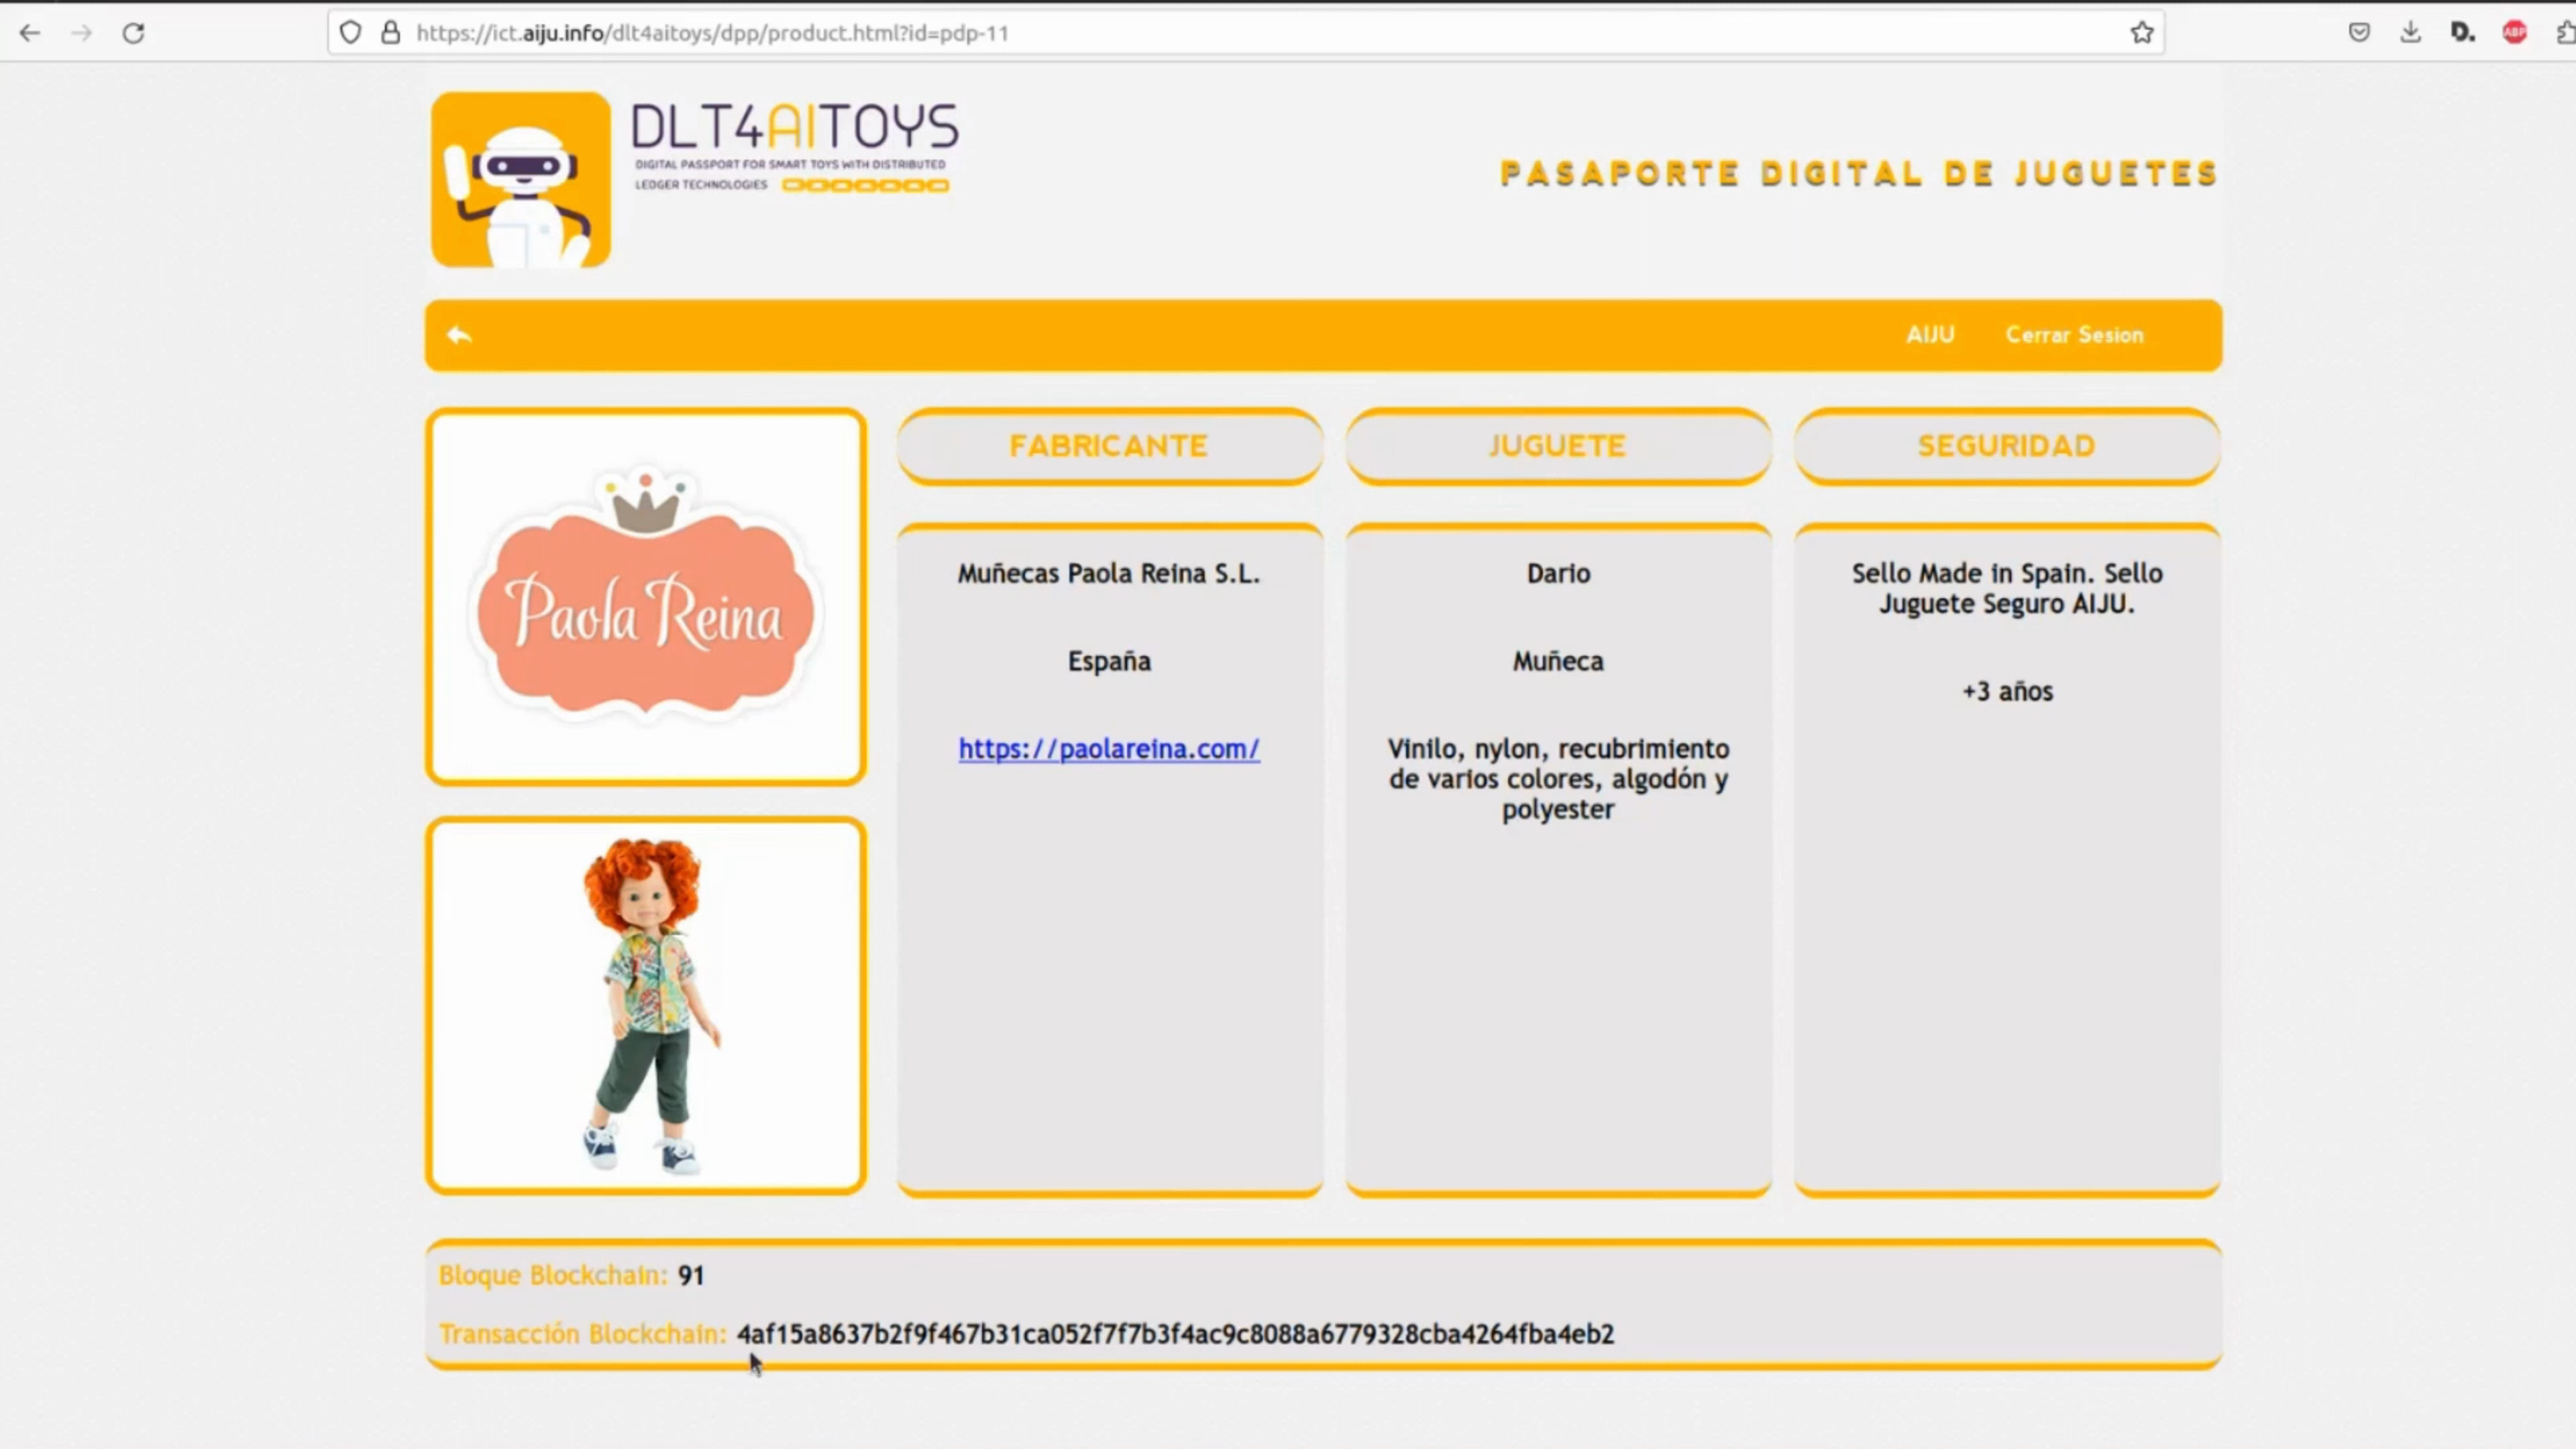 https://ict.aiju.info/dlt4aitoys/dpp/product.html?id=pdp-11
ABP
DLT4AITOYS
DIGITAL PASSPORT FOR SMART TOYS WITH DISTRIBUTED
LEDGER TECHNOLOGIES
PASAPORTE DIGITAL DE JUGUETES
AIJU
Cerrar Sesion
Paola Reina
FABRICANTE
Muñecas Paola Reina S.L.
España
https://paolareina.com/
JUGUETE
Dario
Muñeca
Vinilo, nylon, recubrimiento
de varios colores, algodón y
polyester
SEGURIDAD
Sello Made in Spain. Sello
Juguete Seguro AIJU.
+3 años
Bloque Blockchain: 91
Transacción Blockchain: 4af15a8637b2f9f467b31ca052f7f7b3f4ac9c8088a6779328cba4264fba4eb2